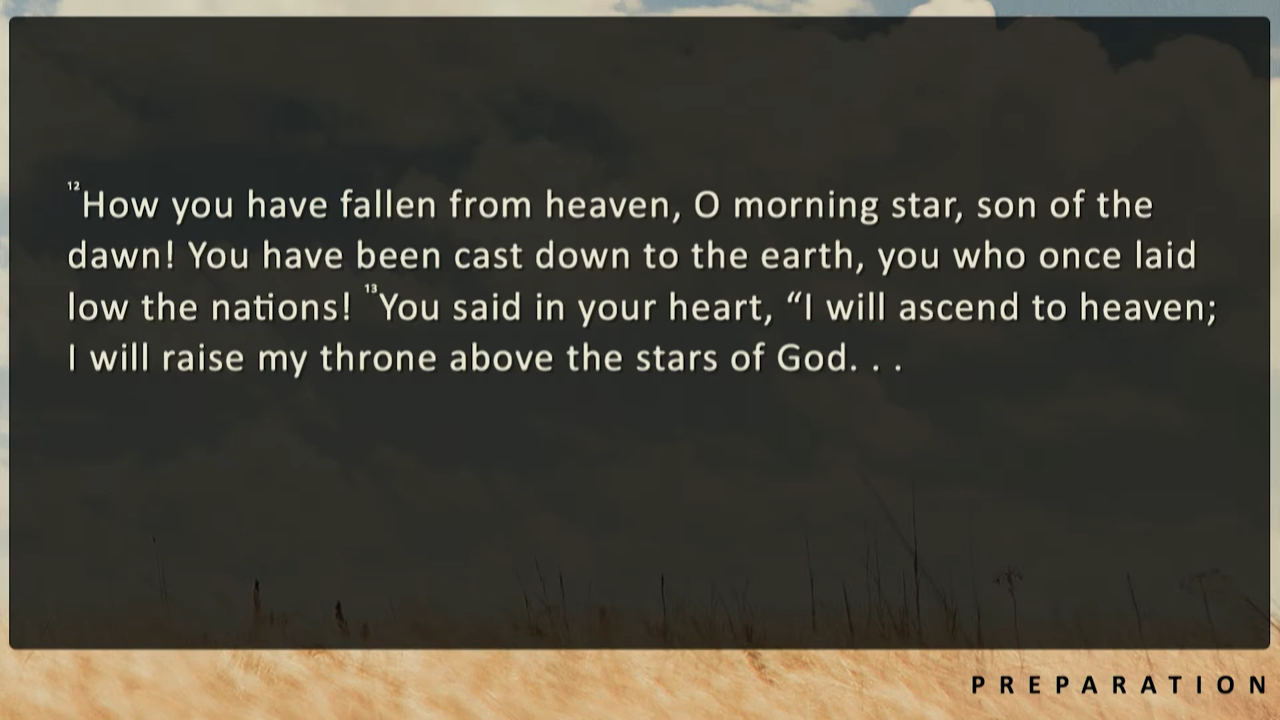 ¹²How you have fallen from heaven, O morning star, son of the
dawn! You have been cast down to the earth, you who once laid
low the nations! ¹³You said in your heart, “I will ascend to heaven;
I will raise my throne above the stars of God. . .
PREPARATION